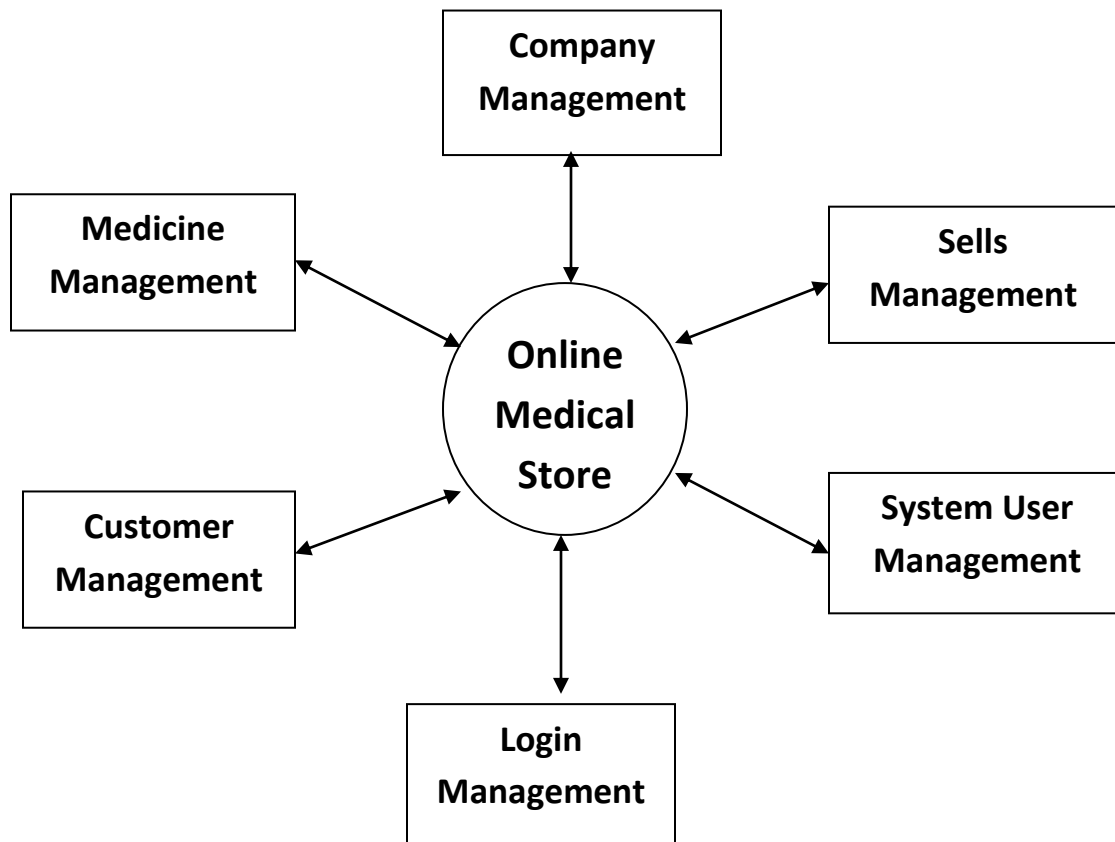 Company
Management
Medicine
Management
Sells
Management
Online
Medical
Store
Customer
Management
System User
Management
Login
Management